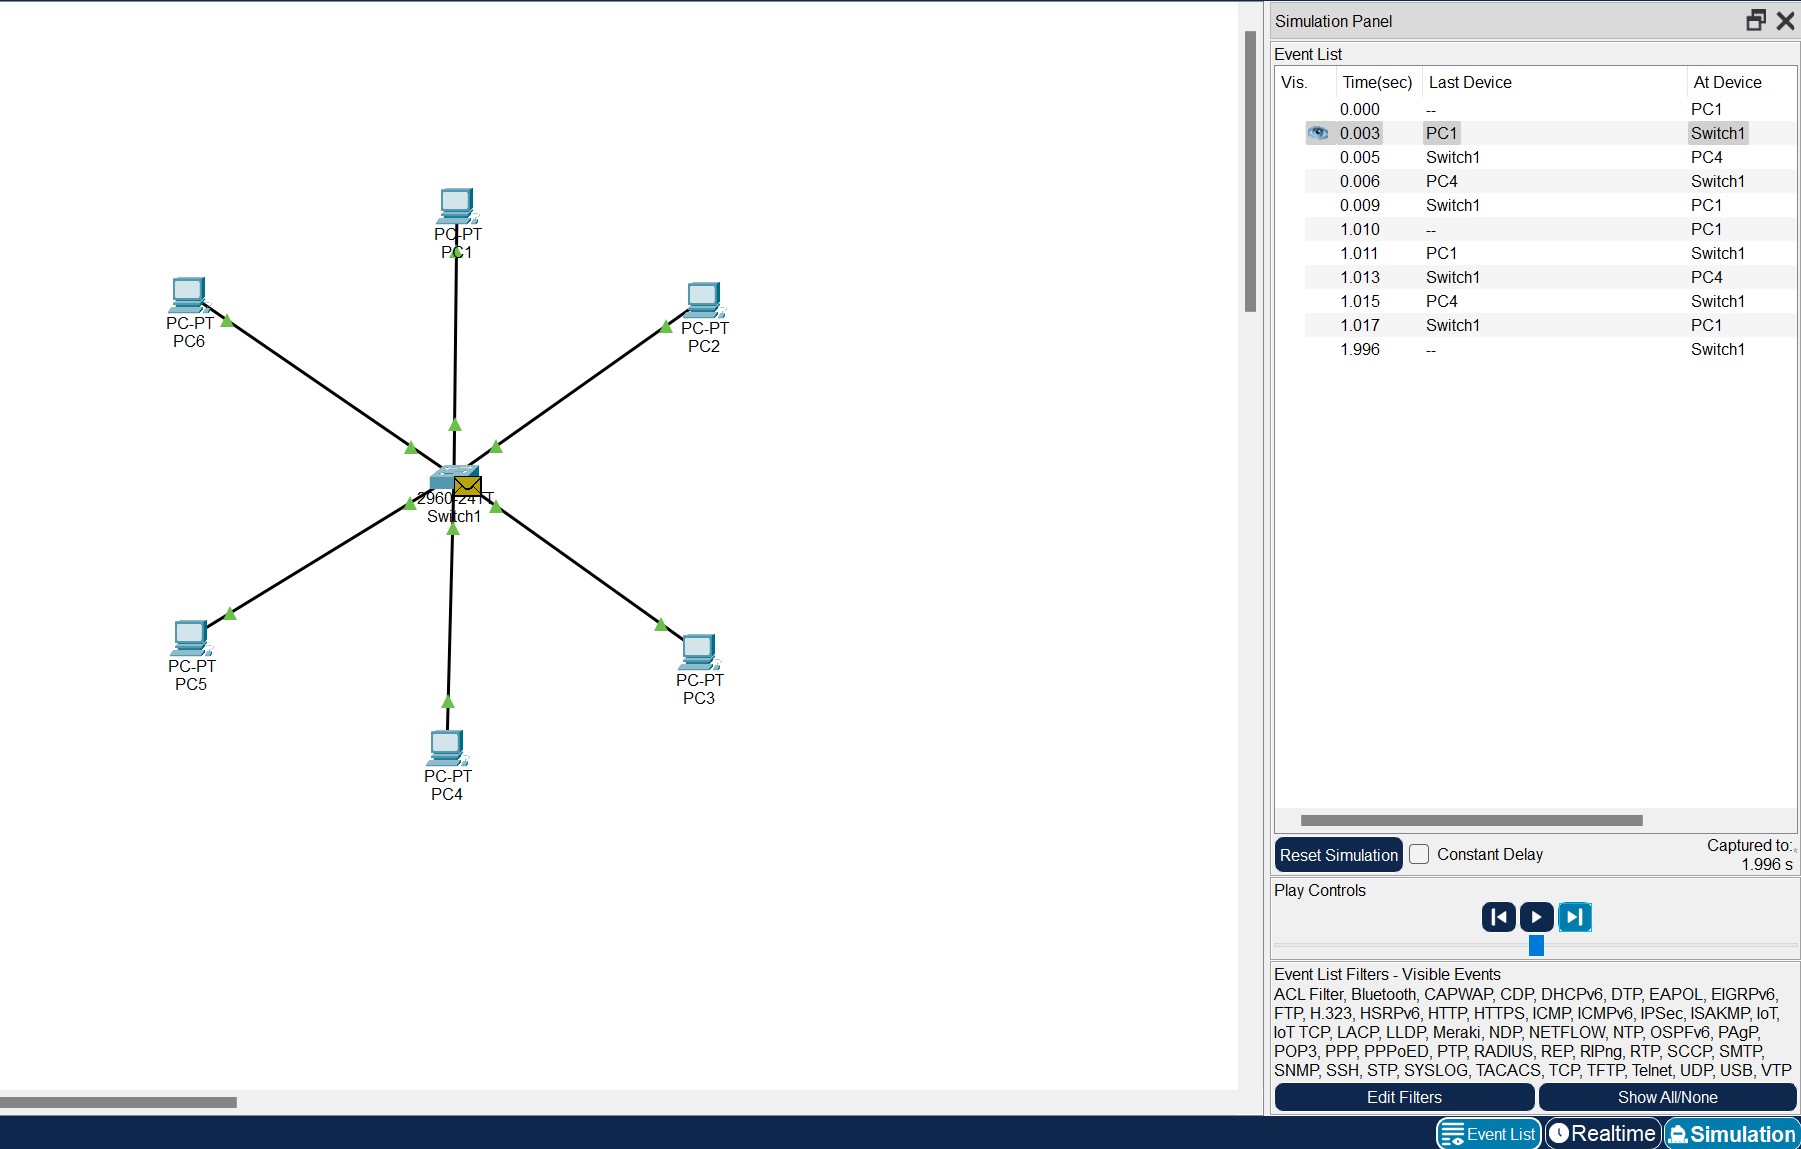 Simulation Panel
Event List
Vis. Time(sec) Last Device At Device
0.000 -- PC1
0.003 PC1 Switch1
0.005 Switch1 PC4
0.006 PC4 Switch1
0.009 Switch1 PC1
1.010 -- PC1
1.011 PC1 Switch1
1.013 Switch1 PC4
1.015 PC4 Switch1
1.017 Switch1 PC1
1.996 -- Switch1
PC-PT
PC1
PC-PT
PC6
PC-PT
PC2
2960-24TT
Switch1
PC-PT
PC5
PC-PT
PC3
PC-PT
PC4
Reset Simulation Constant Delay
Captured to:
1.996 s
Play Controls
Event List Filters - Visible Events
ACL Filter, Bluetooth, CAPWAP, CDP, DHCPv6, DTP, EAPOL, EIGRPv6,
FTP, H.323, HSRPv6, HTTP, HTTPS, ICMP, ICMPv6, IPSec, ISAKMP, IoT,
IoT TCP, LACP, LLDP, Meraki, NDP, NETFLOW, NTP, OSPFv6, PAgP,
POP3, PPP, PPPoED, PTP, RADIUS, REP, RIPng, RTP, SCCP, SMTP,
SNMP, SSH, STP, SYSLOG, TACACS, TCP, TFTP, Telnet, UDP, USB, VTP
Edit Filters Show All/None
Event List Realtime Simulation